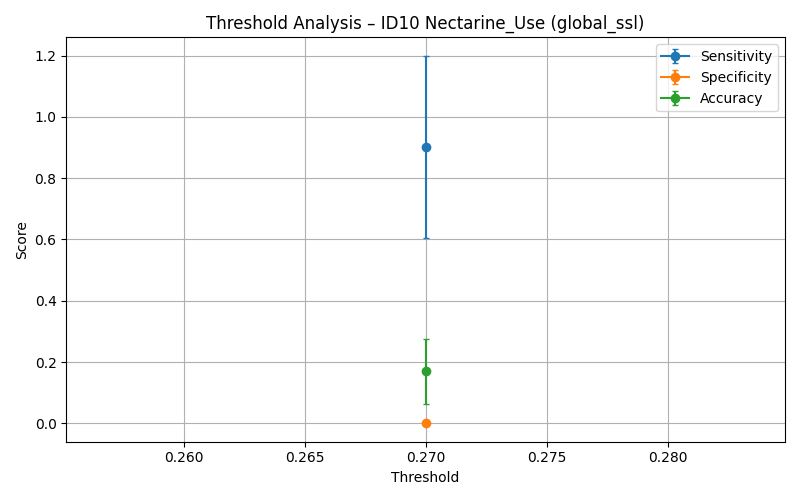 Threshold Analysis – ID10 Nectarine_Use (global_ssl)
Sensitivity
Specificity
Accuracy
1.2
1.0
0.8
0.6
0.4
0.2
0.0
Score
0.260
0.265
0.270
0.275
0.280
Threshold